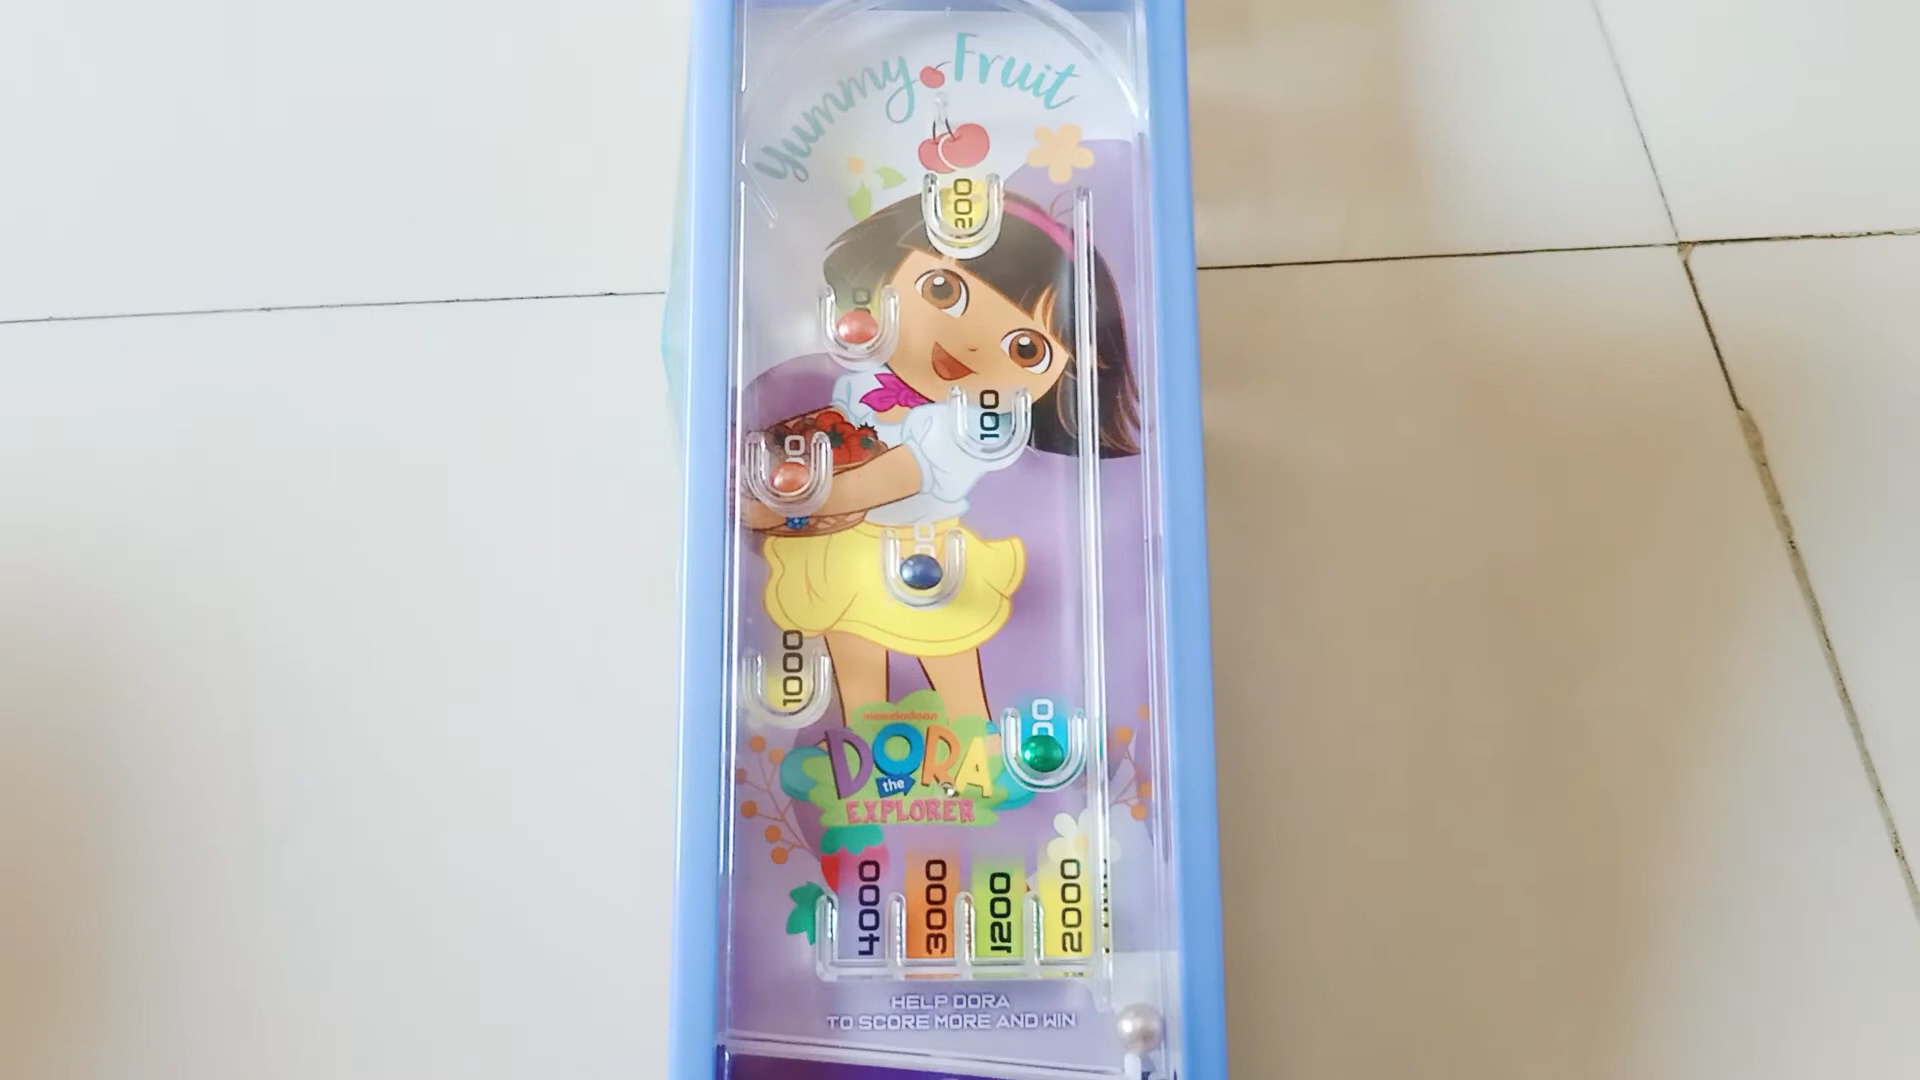 Yummy Fruit
200
100
1000
nickelodeon
DORA
the
EXPLORER
4000 3000 1200 2000
HELP DORA
TO SCORE MORE AND WIN